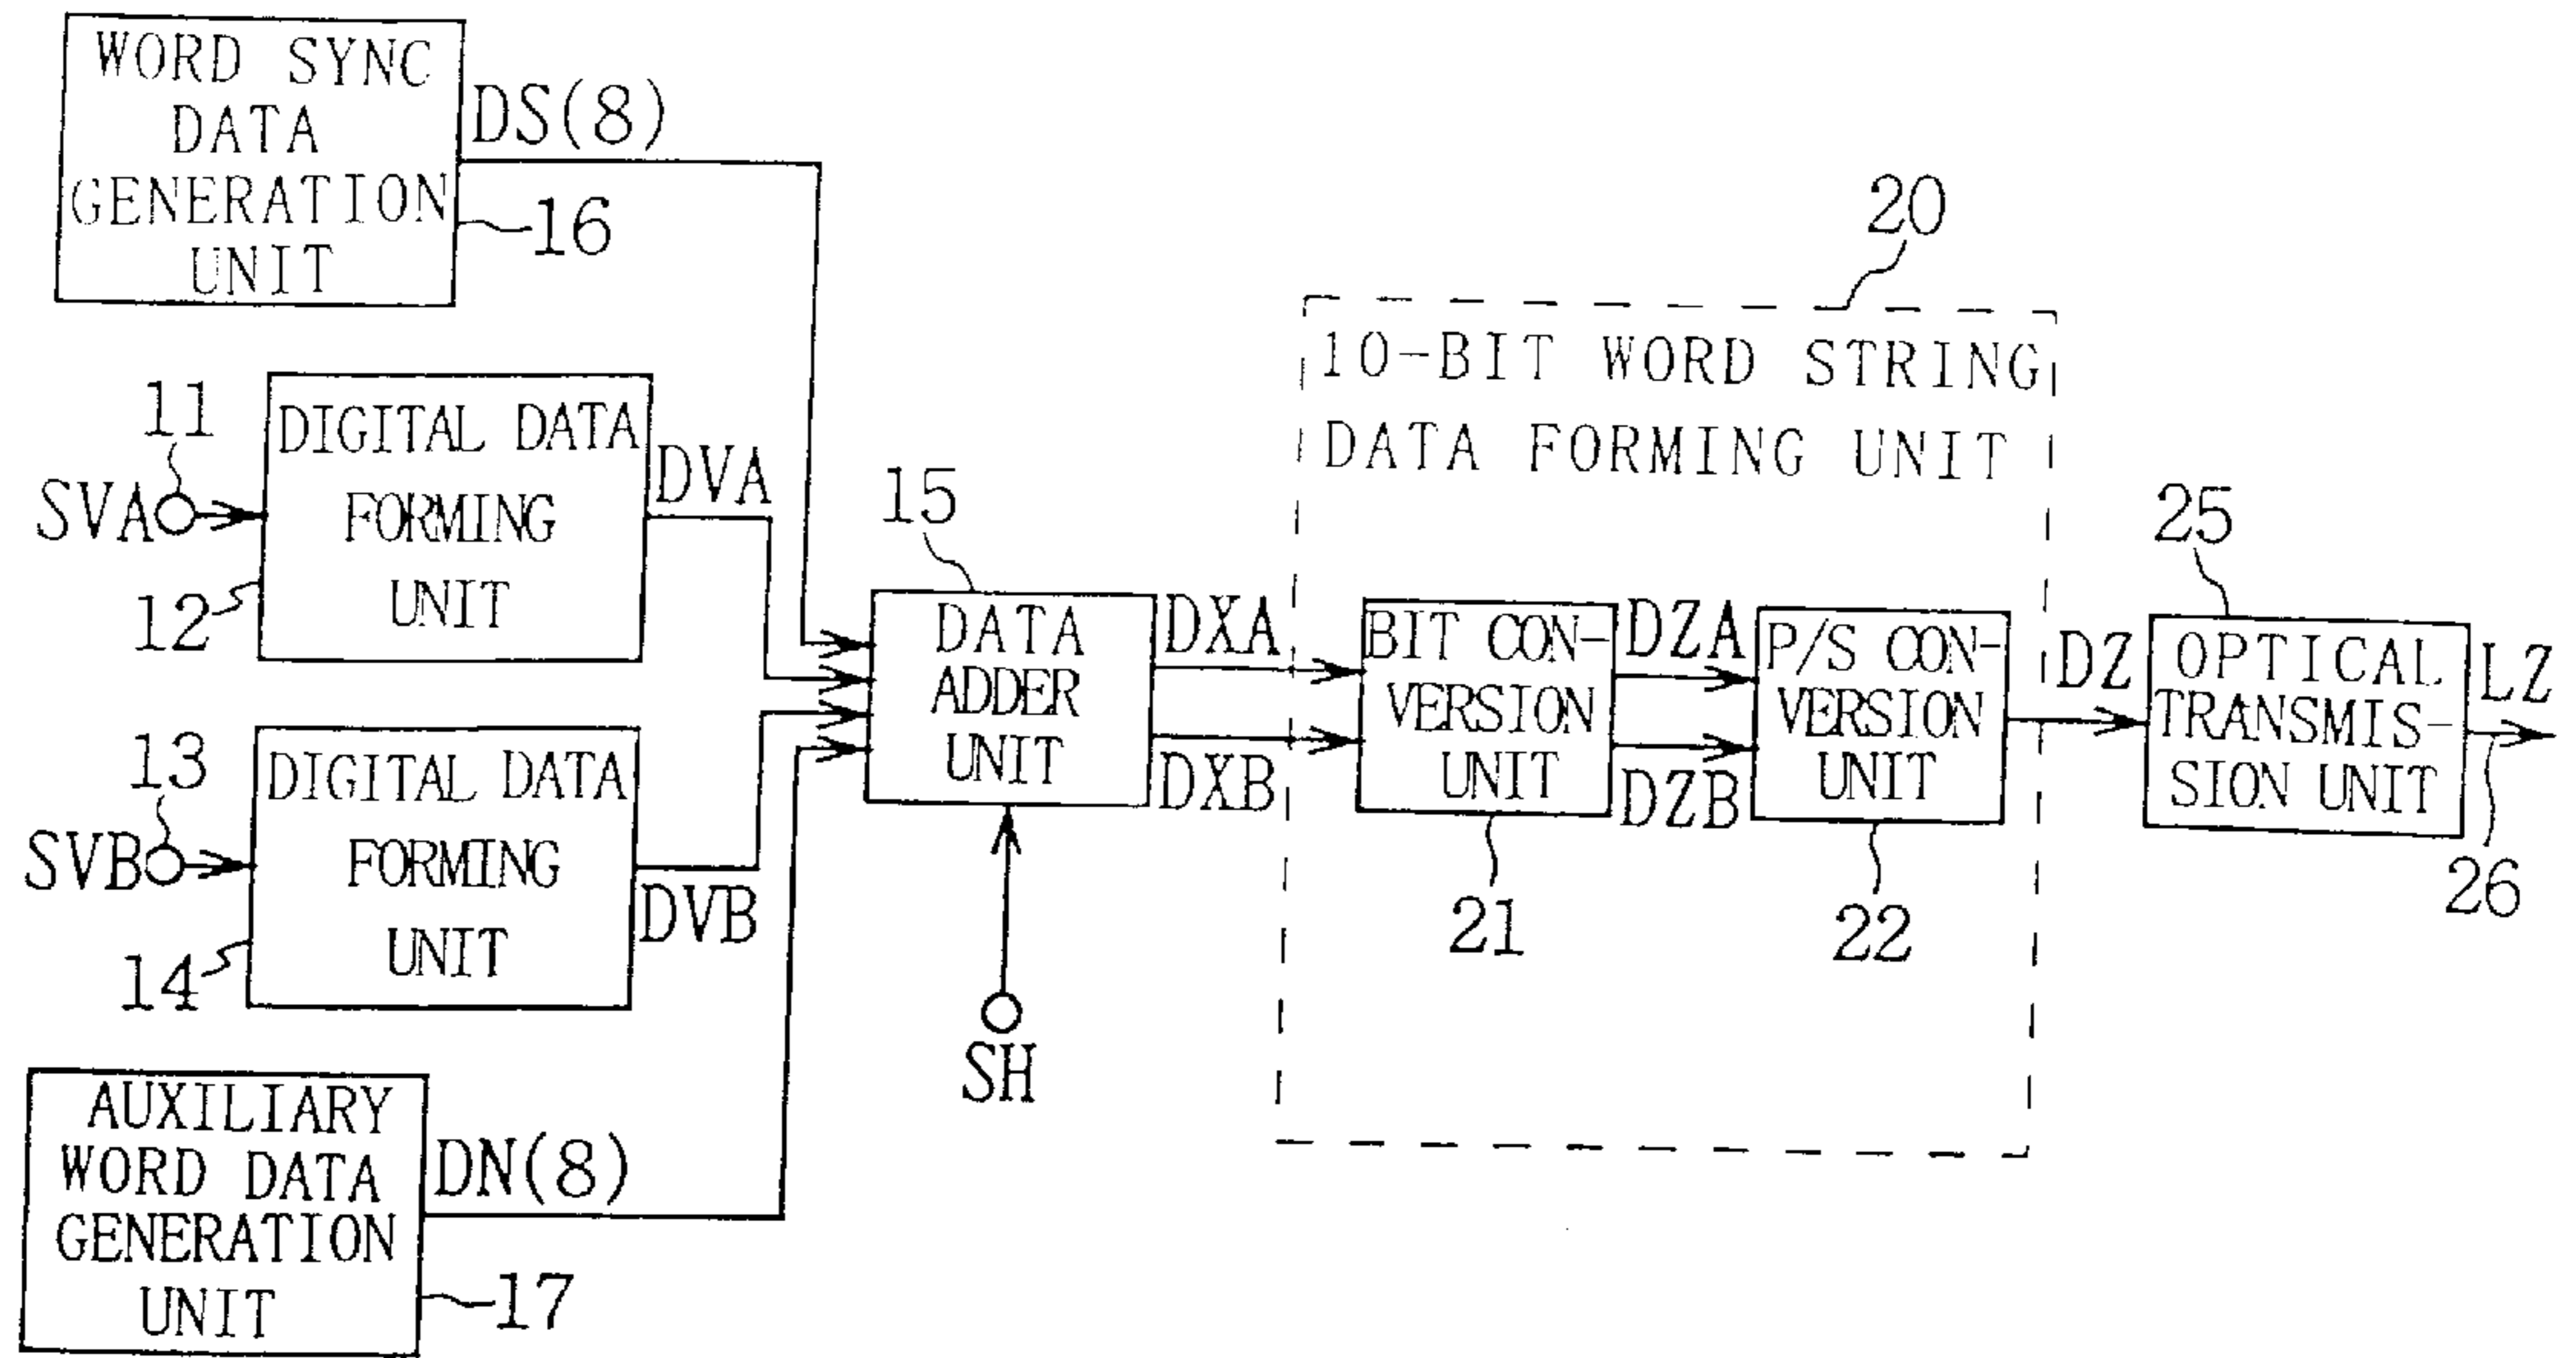 WORD SYNC
DATA
GENERATION
UNIT
DS(8)
16
20
10-BIT WORD STRING
DATA FORMING UNIT
11
SVA
DIGITAL DATA
FORMING
UNIT
12
DVA
13
SVB
DIGITAL DATA
FORMING
UNIT
14
DVB
15
DATA
ADDER
UNIT
SH
DXA
DXB
BIT CON-
VERSION
UNIT
21
DZA
DZB
P/S CON-
VERSION
UNIT
22
DZ
25
OPTICAL
TRANSMIS-
SION UNIT
LZ
26
AUXILIARY
WORD DATA
GENERATION
UNIT
DN(8)
17